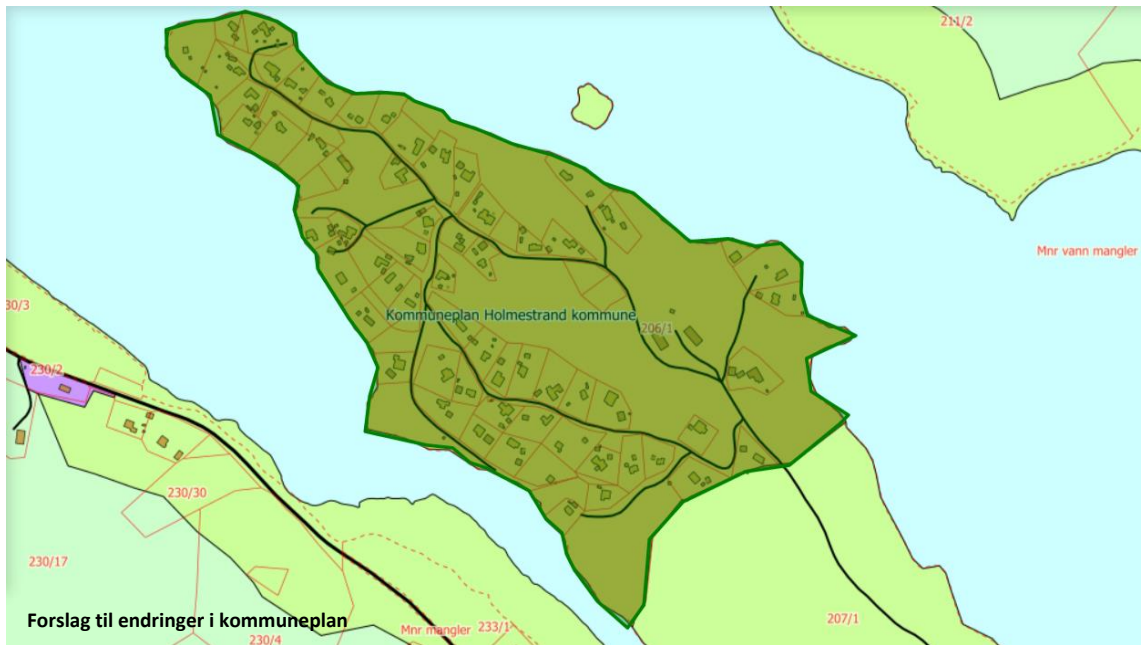 211/2
Mnr vann mangler
30/3
Kommuneplan Holmestrand kommune
206/1
230/2
230/30
230/17
207/1
Forslag til endringer i kommuneplan
Mnr mangler
233/1
230/4